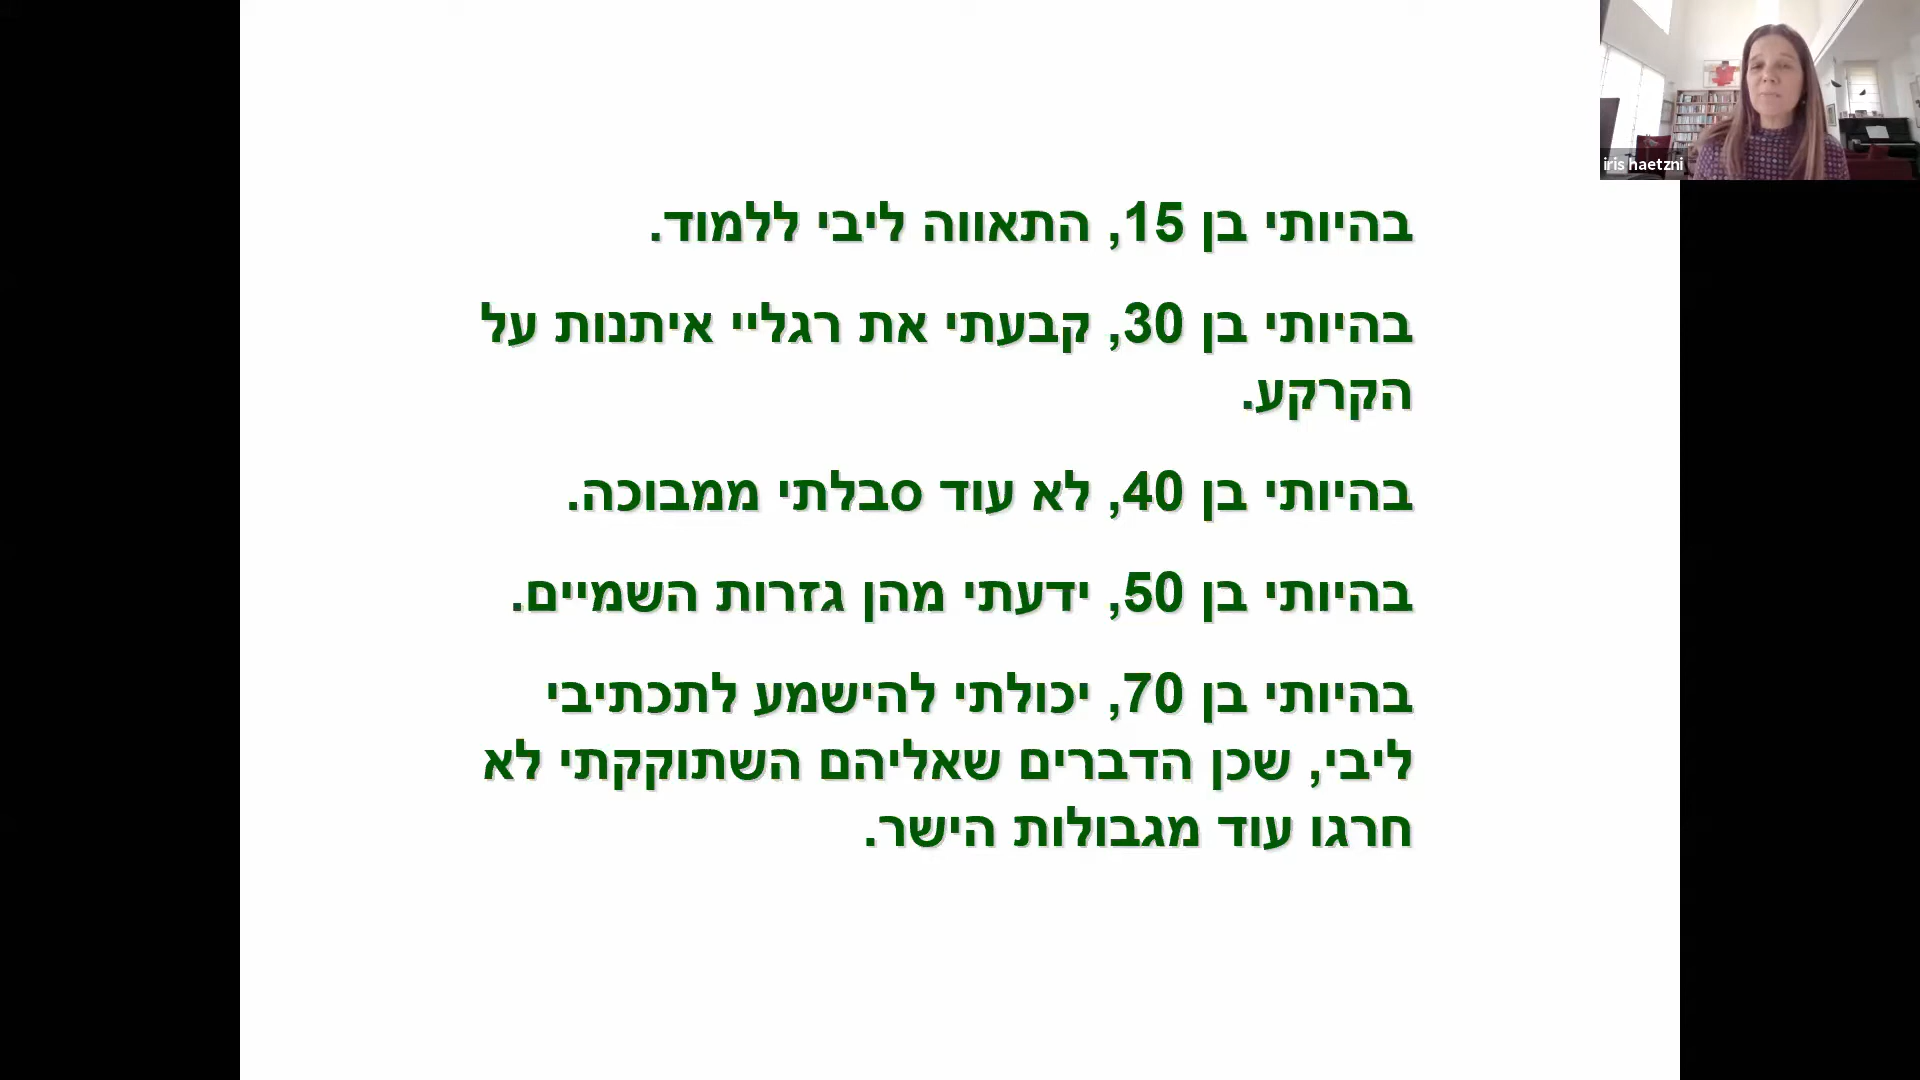 בהיותי בן 15, התאווה ליבי ללמוד.
בהיותי בן 30, קבעתי את רגליי איתנות על
הקרקע.
בהיותי בן 40, לא עוד סבלתי ממבוכה.
בהיותי בן 50, ידעתי מהן גזרות השמיים.
בהיותי בן 70, יכולתי להישמע לתכתיבי
ליבי, שכן הדברים שאליהם השתוקקתי לא
חרגו עוד מגבולות הישר.
iris haetzni